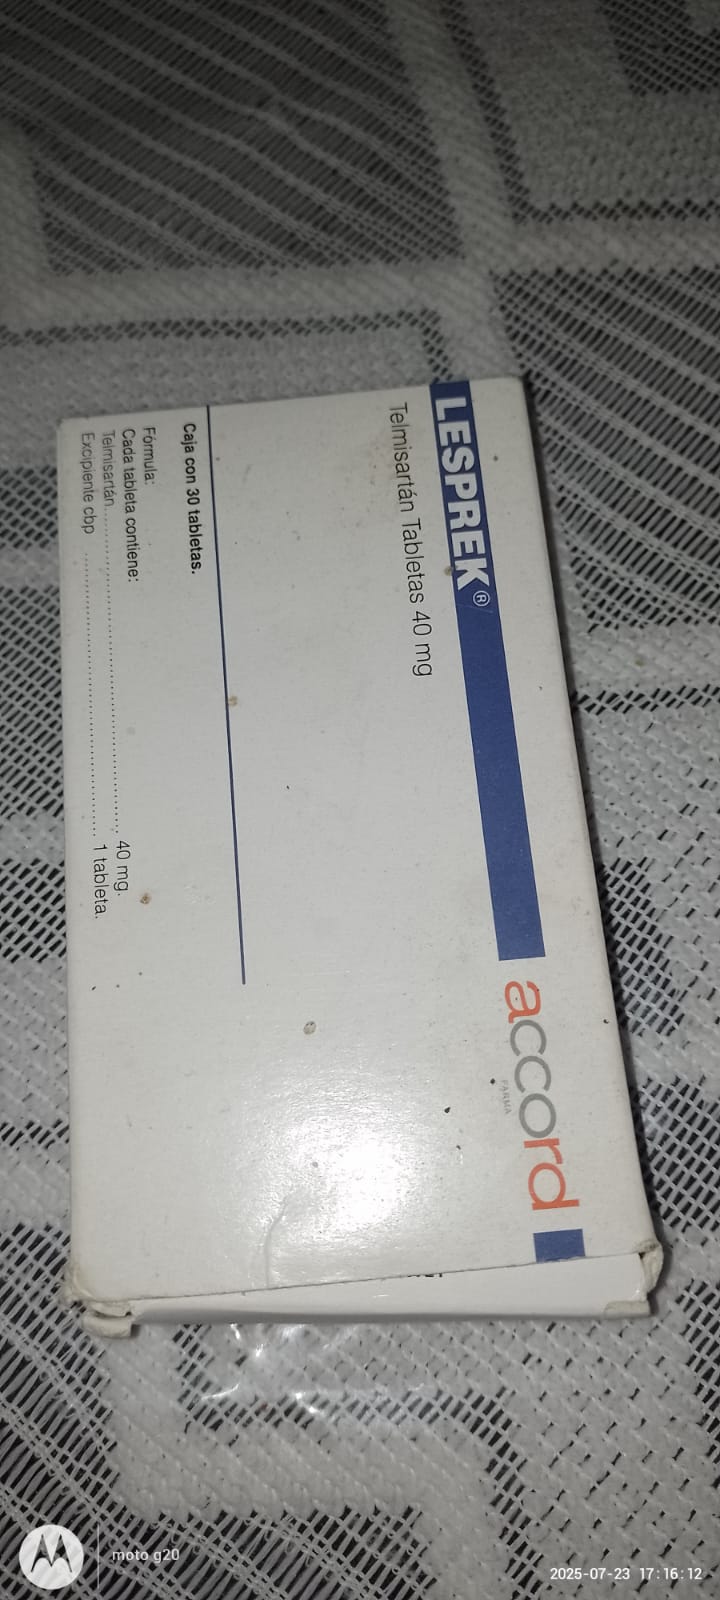 LESPREK®
Telmisartán Tabletas 40 mg
accord
FARMA
Caja con 30 tabletas.
Fórmula:
Cada tableta contiene:
Telmisartán........................................................ 40 mg.
Excipiente cbp ................................................ 1 tableta.
moto g20
2025-07-23 17:16:12